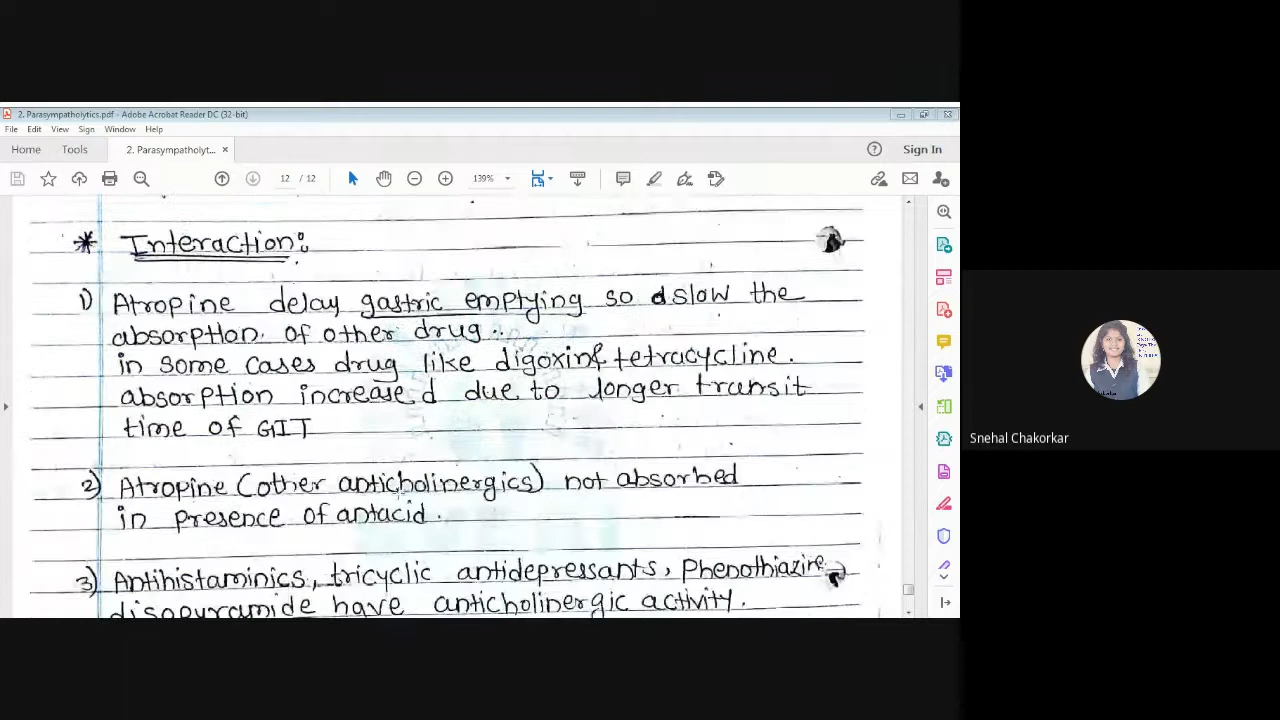 2. Parasympatholytics.pdf - Adobe Acrobat Reader DC (32-bit)
File Edit View Sign Window Help
Home Tools 2. Parasympatholyt... × Sign In
12 / 12 139%
* Interaction:
1) Atropine delay gastric emptying so slow the
absorption of other drug..
in some cases drug like digoxin & tetracycline.
absorption increased due to longer transit
time of GIT
2) Atropine (other anticholinergics) not absorbed
in presence of antacid.
3) Antihistaminics, tricyclic antidepressants, Phenothiazine
disopyramide have anticholinergic activity.
Snehal Chakorkar